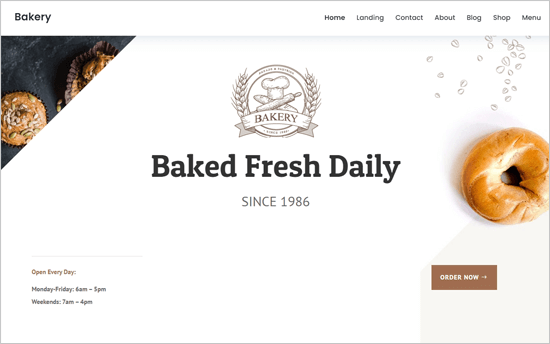 Bakery
Home Landing Contact About Blog Shop Menu
BAKERY
SINCE 1986
Baked Fresh Daily
SINCE 1986
Open Every Day:
Monday-Friday: 6am – 5pm
Weekends: 7am – 4pm
ORDER NOW →